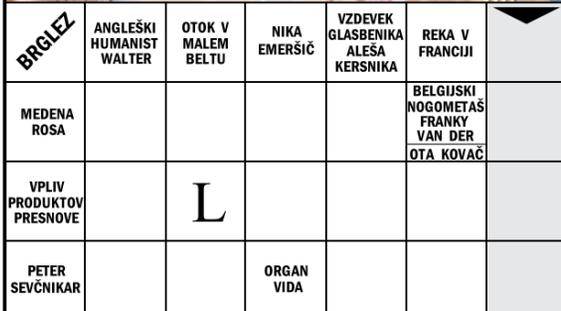 BRGLEZ
ANGLEŠKI
HUMANIST
WALTER
OTOK V
MALEM
BELTU
NIKA
EMERŠIČ
VZDEVEK
GLASBENIKA
ALEŠA
KERSNIKA
REKA V
FRANCIJI
MEDENA
ROSA
BELGIJSKI
NOGOMETAŠ
FRANKY
VAN DER
OTA KOVAČ
VPLIV
PRODUKTOV
PRESNOVE
L
PETER
SEVČNIKAR
ORGAN
VIDA